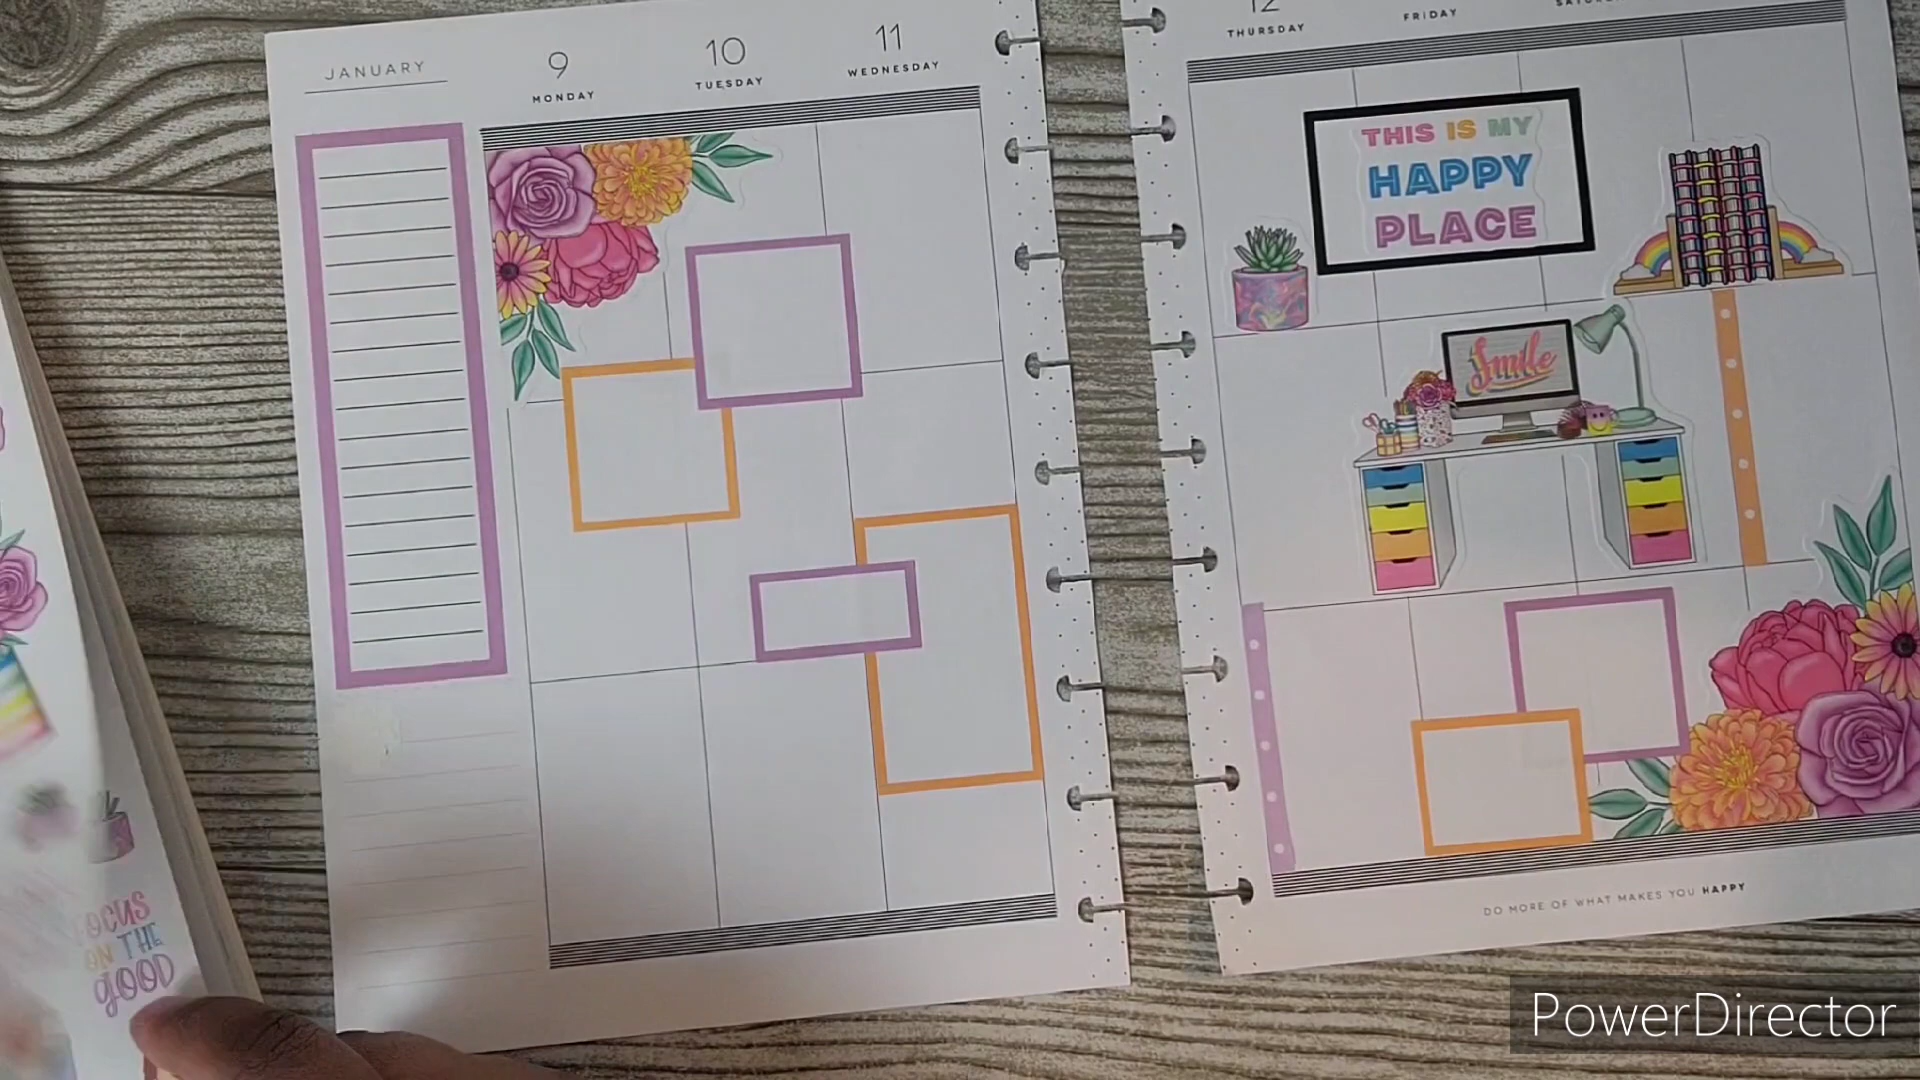 JANUARY
9
MONDAY
10
TUESDAY
11
WEDNESDAY
12
THURSDAY
FRIDAY
THIS IS MY
HAPPY
PLACE
Smile
FOCUS
ON THE
good
DO MORE OF WHAT MAKES YOU HAPPY
PowerDirector